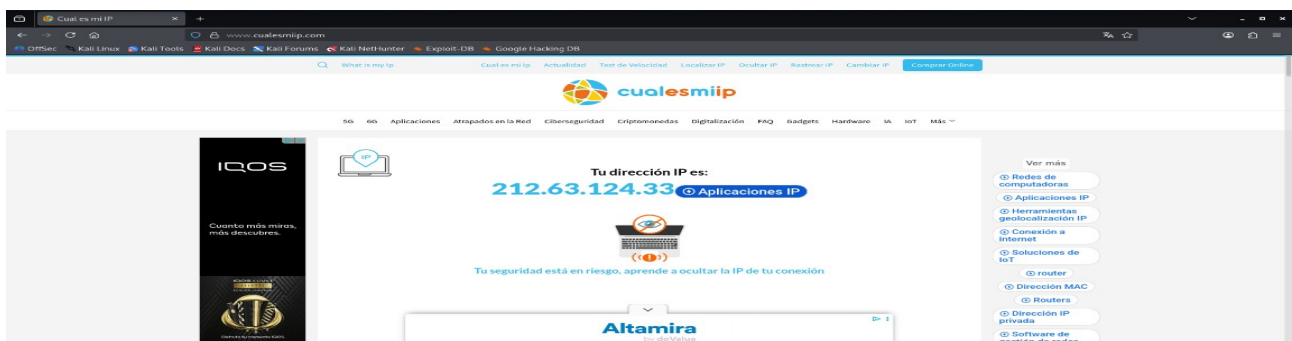 Cual es mi IP
www.cualesmiip.com
OffSec Kali Linux Kali Tools Kali Docs Kali Forums Kali NetHunter Exploit-DB Google Hacking DB
What is my Ip Cual es mi Ip Actualidad Test de Velocidad Localizar IP Ocultar IP Rastrear IP Cambiar IP Comprar Online
cualesmiip
5G 6G Aplicaciones Atrapados en la Red Ciberseguridad Criptomonedas Digitalización FAQ Gadgets Hardware IA IoT Más
IQOS
Cuanto más miras,
más descubres.
IP
Tu dirección IP es:
212.63.124.33 Aplicaciones IP
Tu seguridad está en riesgo, aprende a ocultar la IP de tu conexión
Altamira
by doValue
Ver más
Redes de
computadoras
Aplicaciones IP
Herramientas
geolocalización IP
Conexión a
internet
Soluciones de
IoT
router
Dirección MAC
Routers
Dirección IP
privada
Software de
gestión de redes